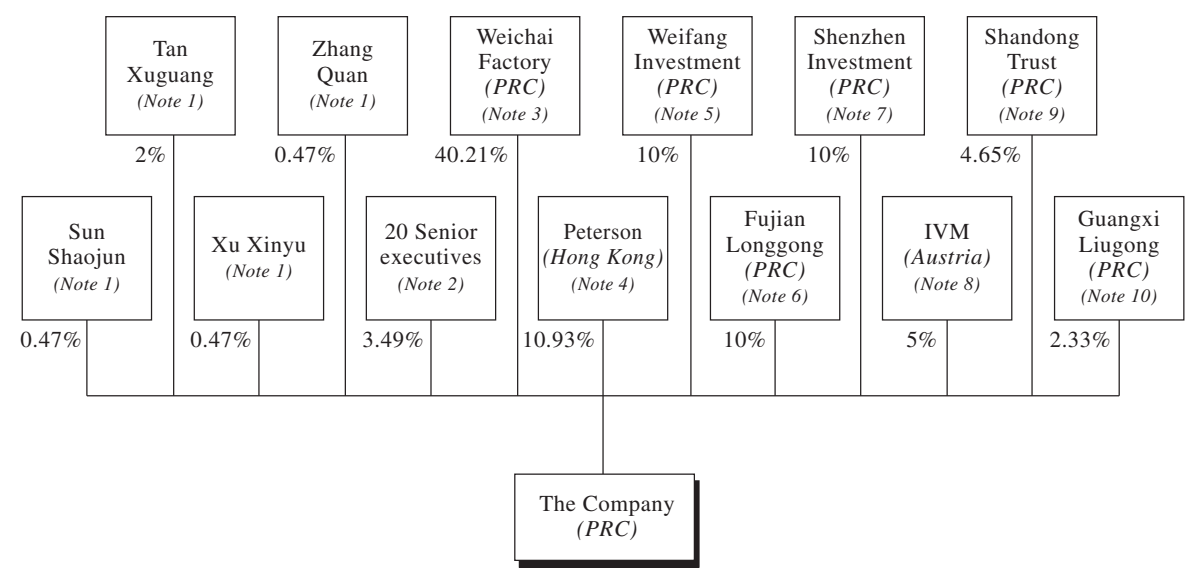 Tan
Xuguang
(Note 1)
2%
Zhang
Quan
(Note 1)
0.47%
Weichai
Factory
(PRC)
(Note 3)
40.21%
Weifang
Investment
(PRC)
(Note 5)
10%
Shenzhen
Investment
(PRC)
(Note 7)
10%
Shandong
Trust
(PRC)
(Note 9)
4.65%
Sun
Shaojun
(Note 1)
0.47%
Xu Xinyu
(Note 1)
0.47%
20 Senior
executives
(Note 2)
3.49%
Peterson
(Hong Kong)
(Note 4)
10.93%
Fujian
Longgong
(PRC)
(Note 6)
10%
IVM
(Austria)
(Note 8)
5%
Guangxi
Liugong
(PRC)
(Note 10)
2.33%
The Company
(PRC)